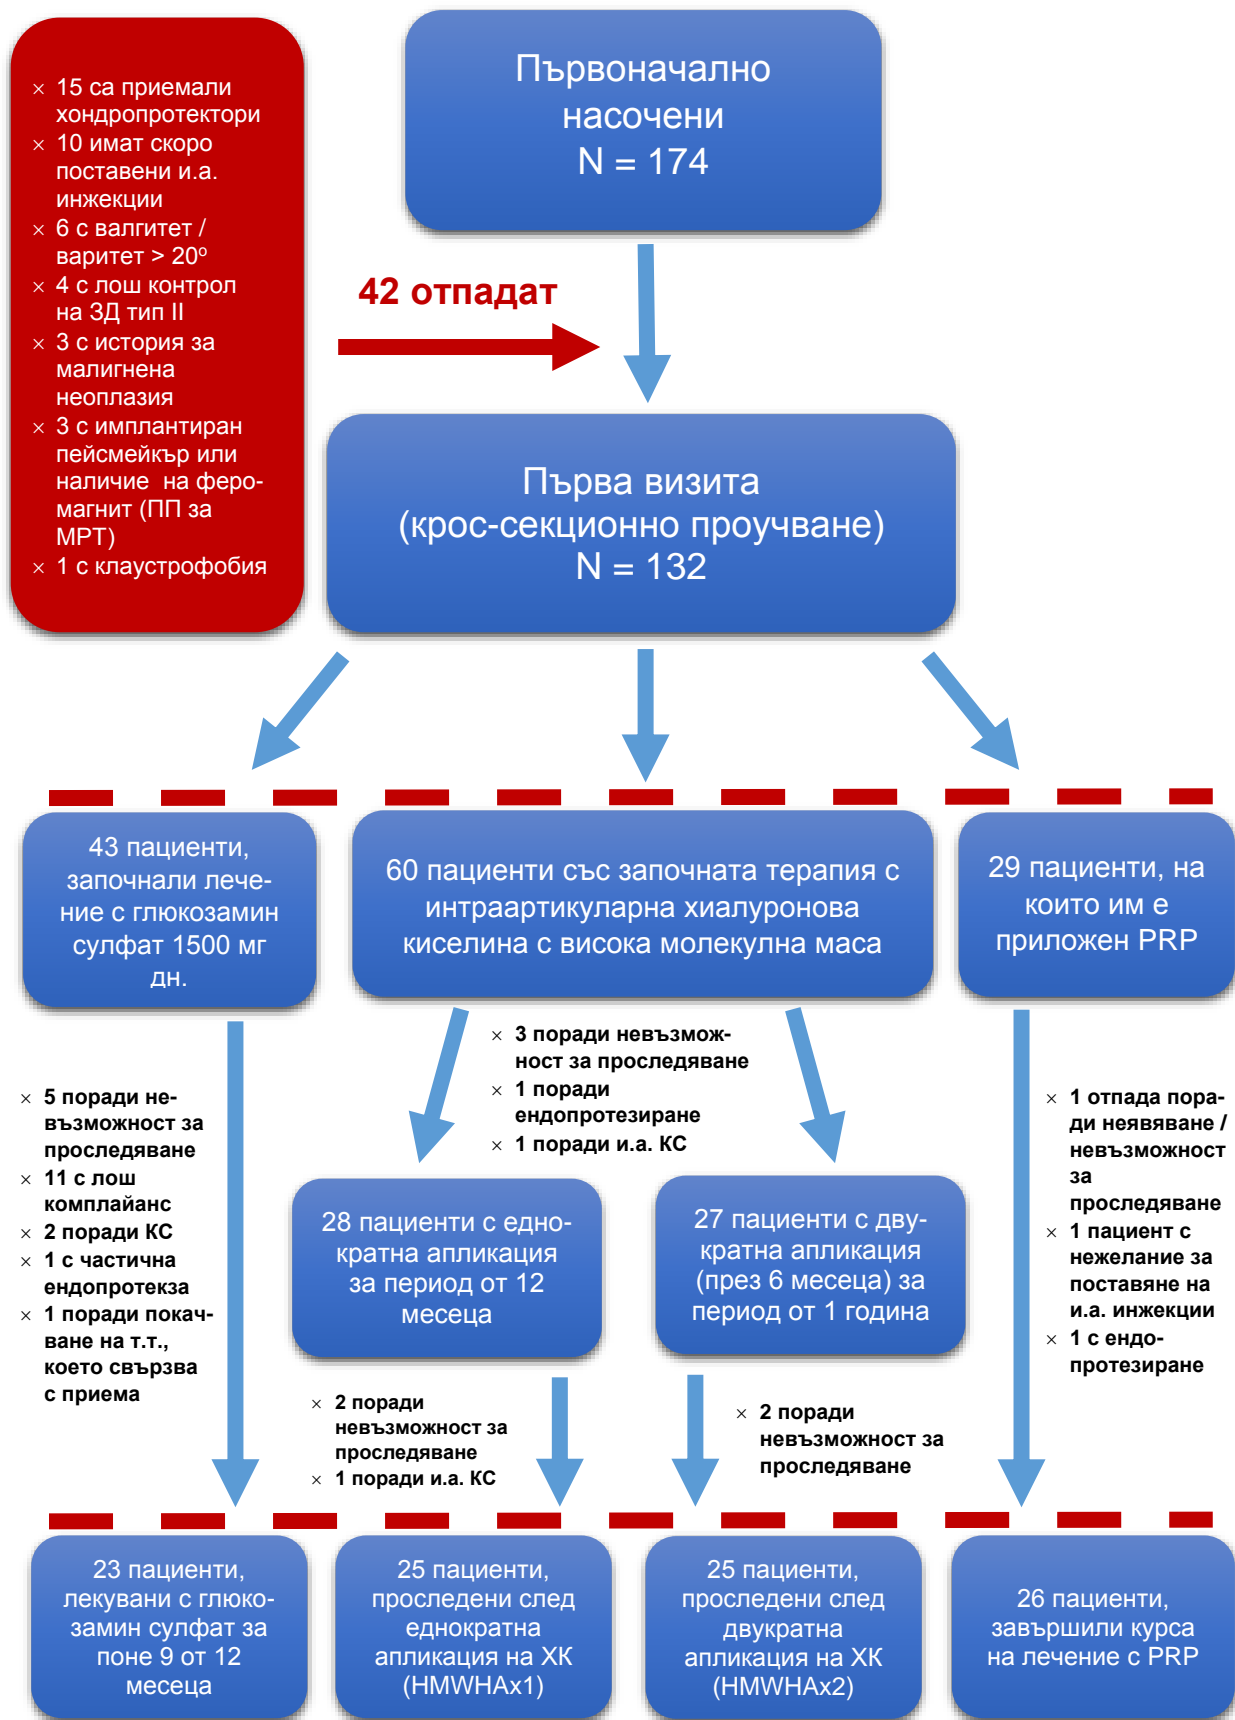 Първоначално
насочени
N = 174
× 15 са приемали
хондропротектори
× 10 имат скоро
поставени и.а.
инжекции
× 6 с валгитет /
варитет > 20º
× 4 с лош контрол
на ЗД тип II
× 3 с история за
малигнена
неоплазия
× 3 с имплантиран
пейсмейкър или
наличие на феро-
магнит (ПП за
МРТ)
× 1 с клаустрофобия
42 отпадат
Първа визита
(крос-секционно проучване)
N = 132
43 пациенти,
започнали лече-
ние с глюкозамин
сулфат 1500 мг
дн.
60 пациенти със започната терапия с
интраартикуларна хиалуронова
киселина с висока молекулна маса
29 пациенти, на
които им е
приложен PRP
× 5 поради не-
възможност за
проследяване
× 11 с лош
комплайанс
× 2 поради КС
× 1 с частична
ендопротекза
× 1 поради покач-
ване на т.т.,
което свързва
с приема
× 3 поради невъзмож-
ност за проследяване
× 1 поради
ендопротезиране
× 1 поради и.а. КС
× 1 отпада пора-
ди неявяване /
невъзможност
за
проследяване
× 1 пациент с
нежелание за
поставяне на
и.а. инжекции
× 1 с ендо-
протезиране
28 пациенти с едно-
кратна апликация
за период от 12
месеца
27 пациенти с дву-
кратна апликация
(през 6 месеца) за
период от 1 година
× 2 поради
невъзможност за
проследяване
× 1 поради и.а. КС
× 2 поради
невъзможност за
проследяване
23 пациенти,
лекувани с глюко-
замин сулфат за
поне 9 от 12
месеца
25 пациенти,
проследени след
еднократна
апликация на ХК
(HMWHAx1)
25 пациенти,
проследени след
двукратна
апликация на ХК
(HMWHAx2)
26 пациенти,
завършили курса
на лечение с PRP